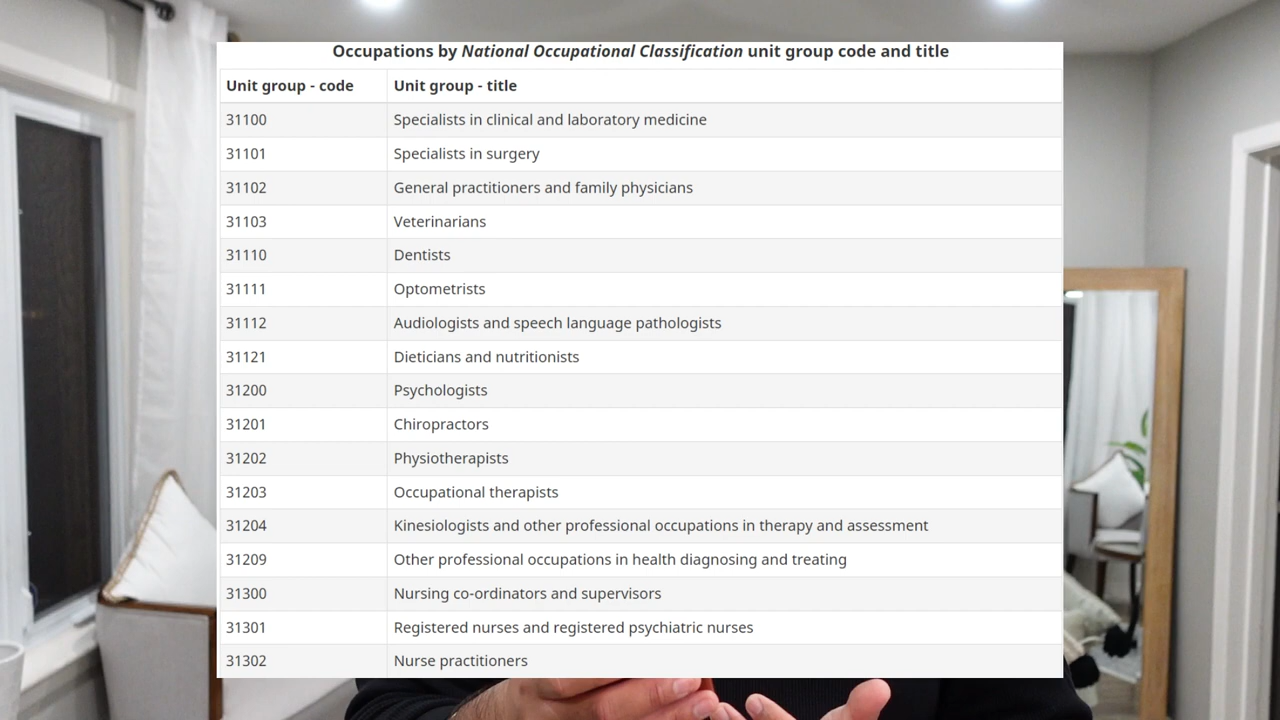 Occupations by National Occupational Classification unit group code and title
Unit group - code Unit group - title
31100 Specialists in clinical and laboratory medicine
31101 Specialists in surgery
31102 General practitioners and family physicians
31103 Veterinarians
31110 Dentists
31111 Optometrists
31112 Audiologists and speech language pathologists
31121 Dieticians and nutritionists
31200 Psychologists
31201 Chiropractors
31202 Physiotherapists
31203 Occupational therapists
31204 Kinesiologists and other professional occupations in therapy and assessment
31209 Other professional occupations in health diagnosing and treating
31300 Nursing co-ordinators and supervisors
31301 Registered nurses and registered psychiatric nurses
31302 Nurse practitioners